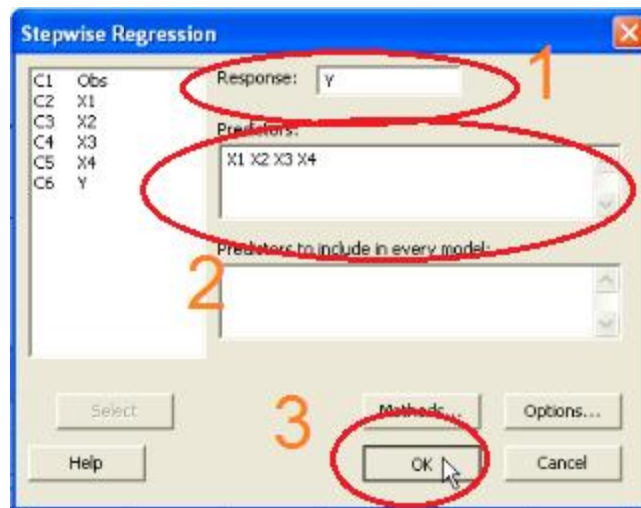 Stepwise Regression
C1 Obs
C2 X1
C3 X2
C4 X3
C5 X4
C6 Y
Response: Y
1
Predictors:
X1 X2 X3 X4
Predictors to include in every model:
2
Select
3
Methods...
Options...
Help
OK
Cancel